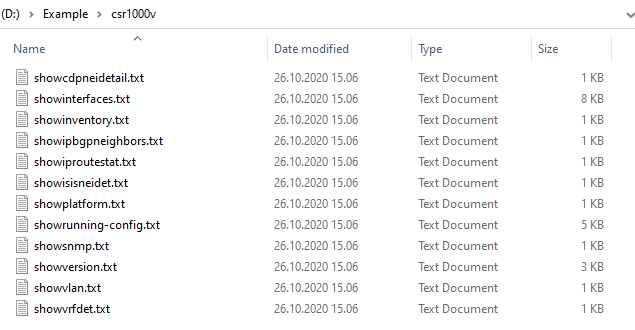 (D:) Example csr1000v
Name Date modified Type Size
showcdpneidetail.txt 26.10.2020 15.06 Text Document 1 KB
showinterfaces.txt 26.10.2020 15.06 Text Document 8 KB
showinventory.txt 26.10.2020 15.06 Text Document 1 KB
showipbgpneighbors.txt 26.10.2020 15.06 Text Document 1 KB
showiproutestat.txt 26.10.2020 15.06 Text Document 1 KB
showisisneidet.txt 26.10.2020 15.06 Text Document 1 KB
showplatform.txt 26.10.2020 15.06 Text Document 1 KB
showrunning-config.txt 26.10.2020 15.06 Text Document 5 KB
showsnmp.txt 26.10.2020 15.06 Text Document 1 KB
showversion.txt 26.10.2020 15.06 Text Document 3 KB
showvlan.txt 26.10.2020 15.06 Text Document 1 KB
showvrfdet.txt 26.10.2020 15.06 Text Document 1 KB